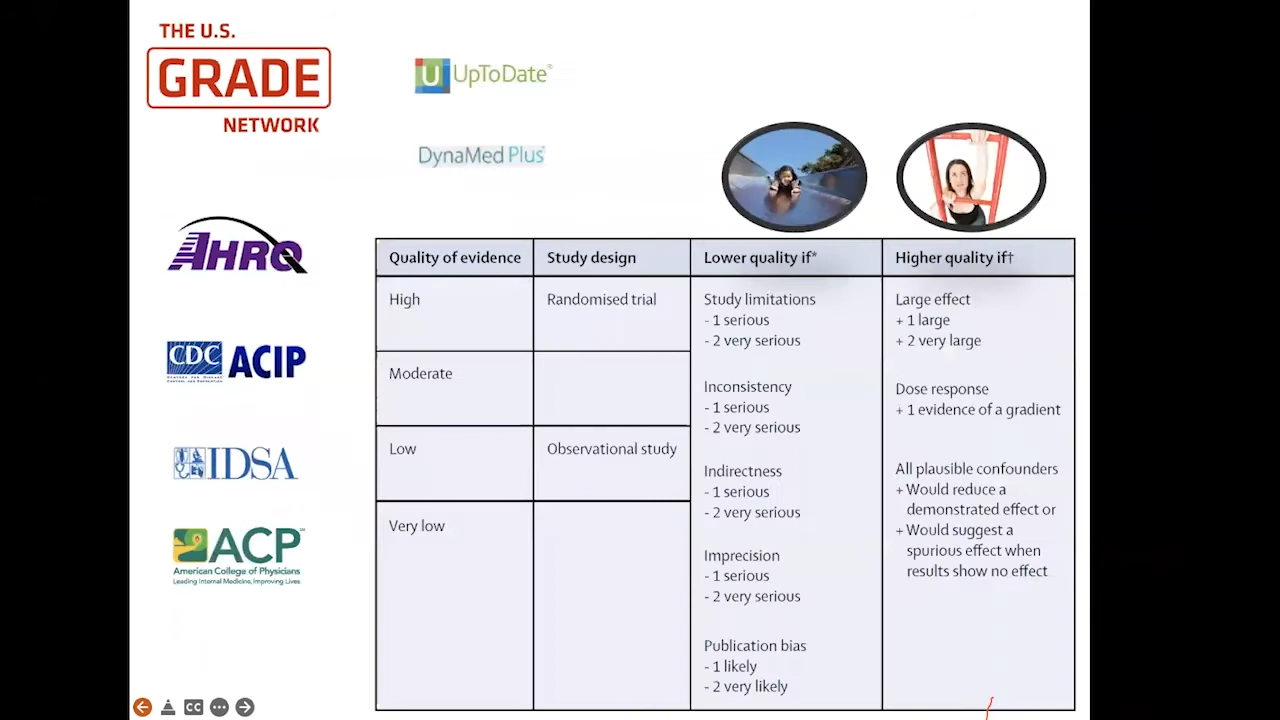 THE U.S.
GRADE
NETWORK
UpToDate®
DynaMed Plus
AHRQ
CDC
ACIP
IDSA
ACP
American College of Physicians
Leading Internal Medicine, Improving Lives
Quality of evidence
Study design
Lower quality if*
Higher quality if†
High
Randomised trial
Moderate
Low
Observational study
Very low
Study limitations
- 1 serious
- 2 very serious
Inconsistency
- 1 serious
- 2 very serious
Indirectness
- 1 serious
- 2 very serious
Imprecision
- 1 serious
- 2 very serious
Publication bias
- 1 likely
- 2 very likely
Large effect
+ 1 large
+ 2 very large
Dose response
+ 1 evidence of a gradient
All plausible confounders
+ Would reduce a
demonstrated effect or
+ Would suggest a
spurious effect when
results show no effect
CC